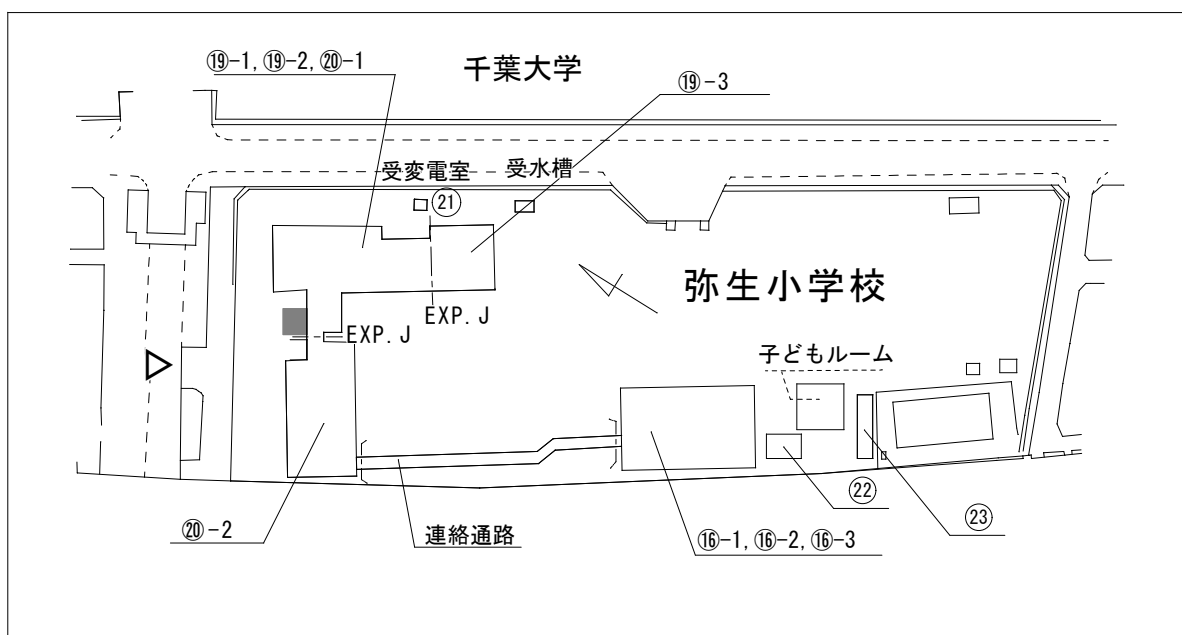 ⑲-1, ⑲-2, ⑳-1
千葉大学
⑲-3
受変電室
受水槽
㉑
弥生小学校
EXP. J
EXP. J
子どもルーム
㉒
㉓
⑳-2
連絡通路
⑯-1, ⑯-2, ⑯-3